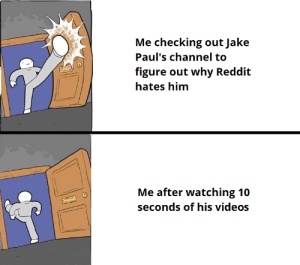 Me checking out Jake
Paul's channel to
figure out why Reddit
hates him
Me after watching 10
seconds of his videos